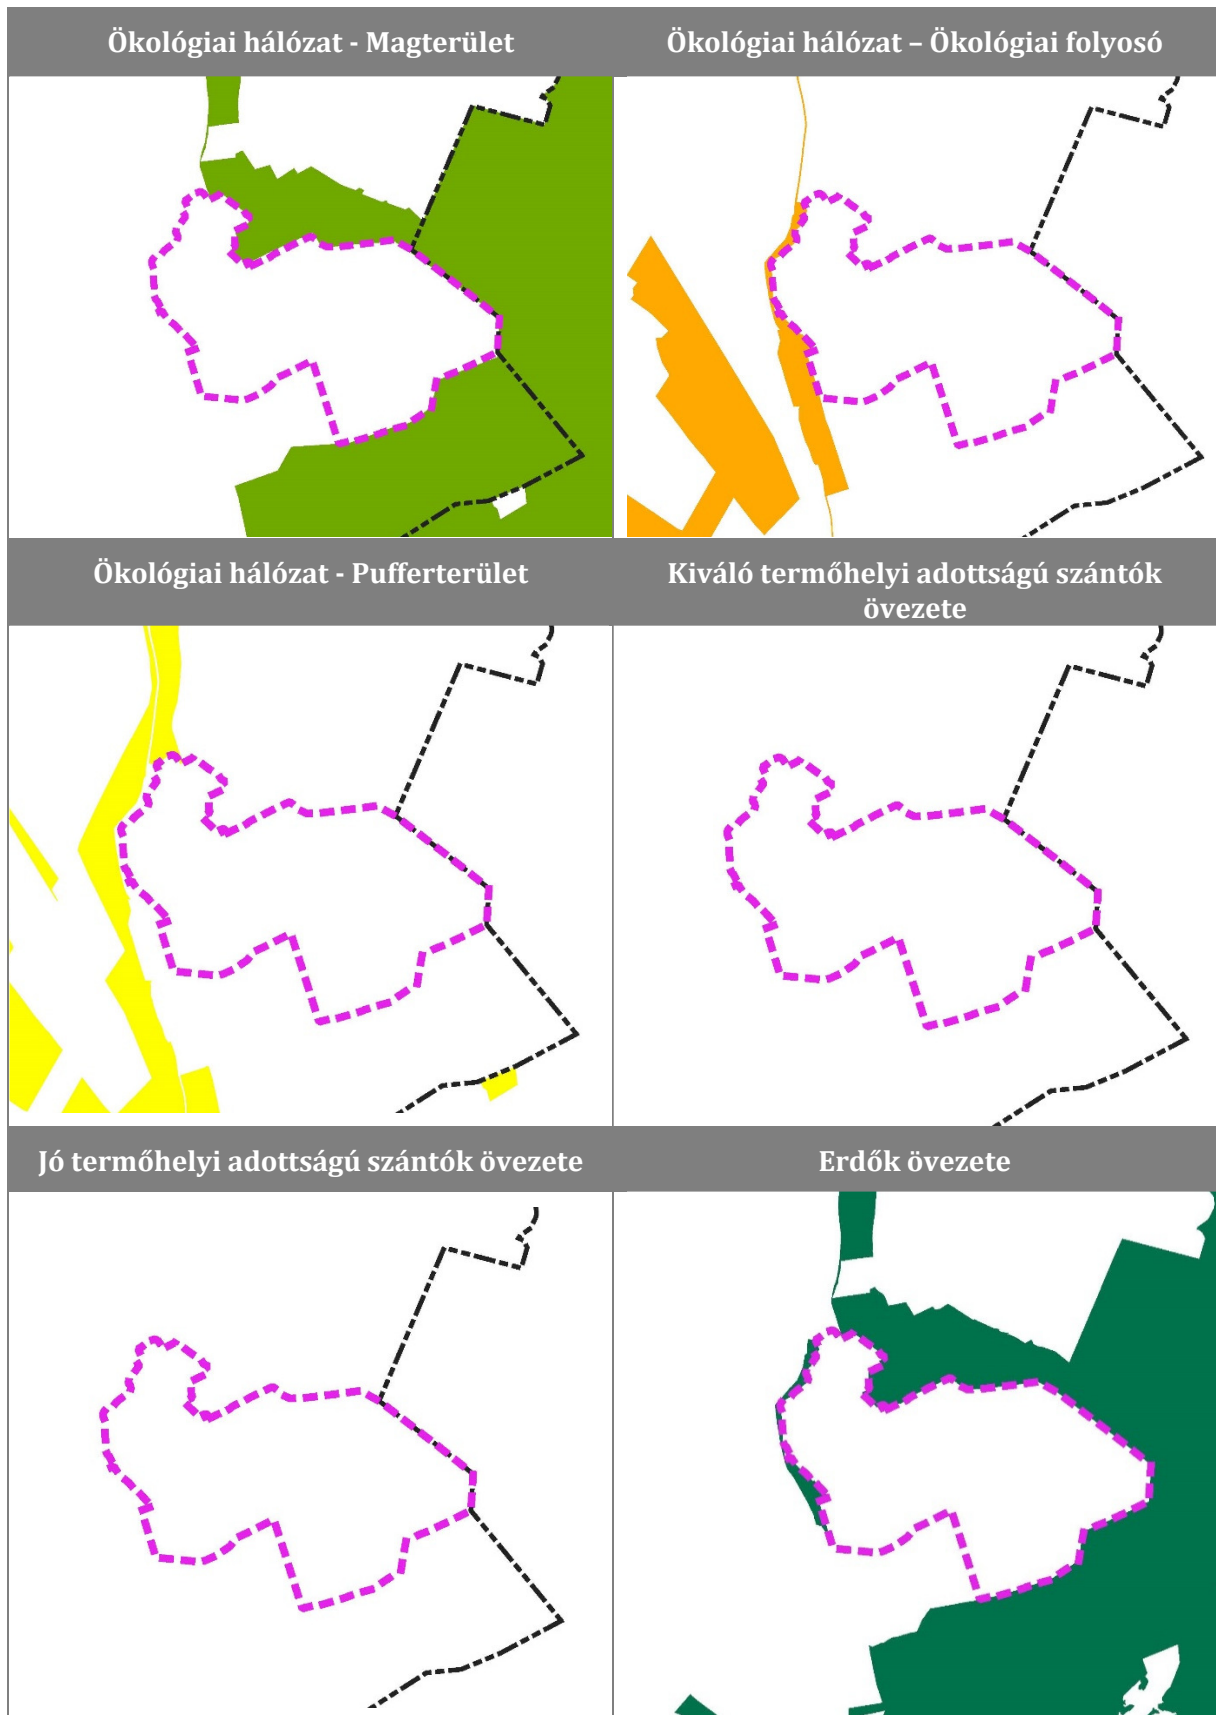 Ökológiai hálózat - Magterület
Ökológiai hálózat – Ökológiai folyosó
Ökológiai hálózat - Pufferterület
Kiváló termőhelyi adottságú szántók
övezete
Jó termőhelyi adottságú szántók övezete
Erdők övezete